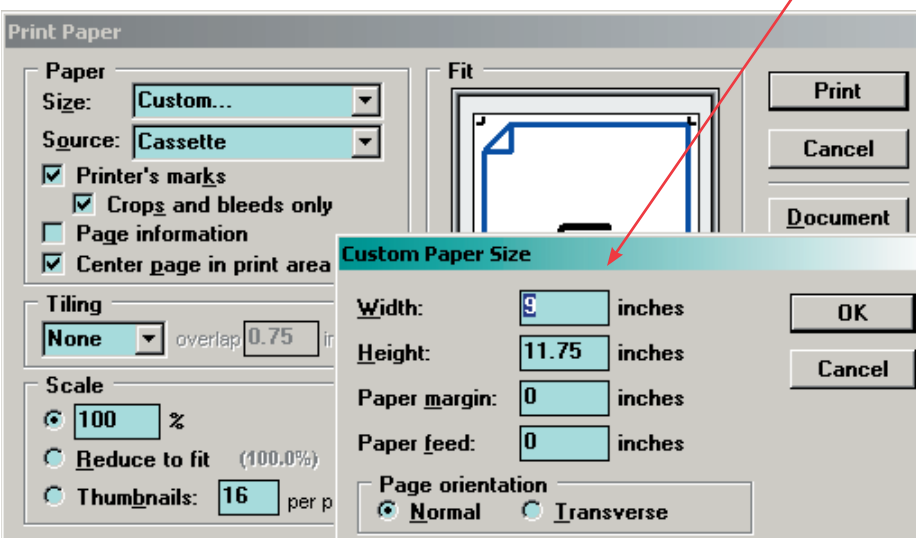 Print Paper
Paper
Size: Custom...
Source: Cassette
Printer's marks
Crops and bleeds only
Page information
Center page in print area
Fit
Print
Cancel
Document
Tiling
None overlap 0.75
Scale
100 %
Reduce to fit (100.0%)
Thumbnails: 16 per
Custom Paper Size
Width: 9 inches
Height: 11.75 inches
Paper margin: 0 inches
Paper feed: 0 inches
Page orientation
Normal Transverse
OK
Cancel